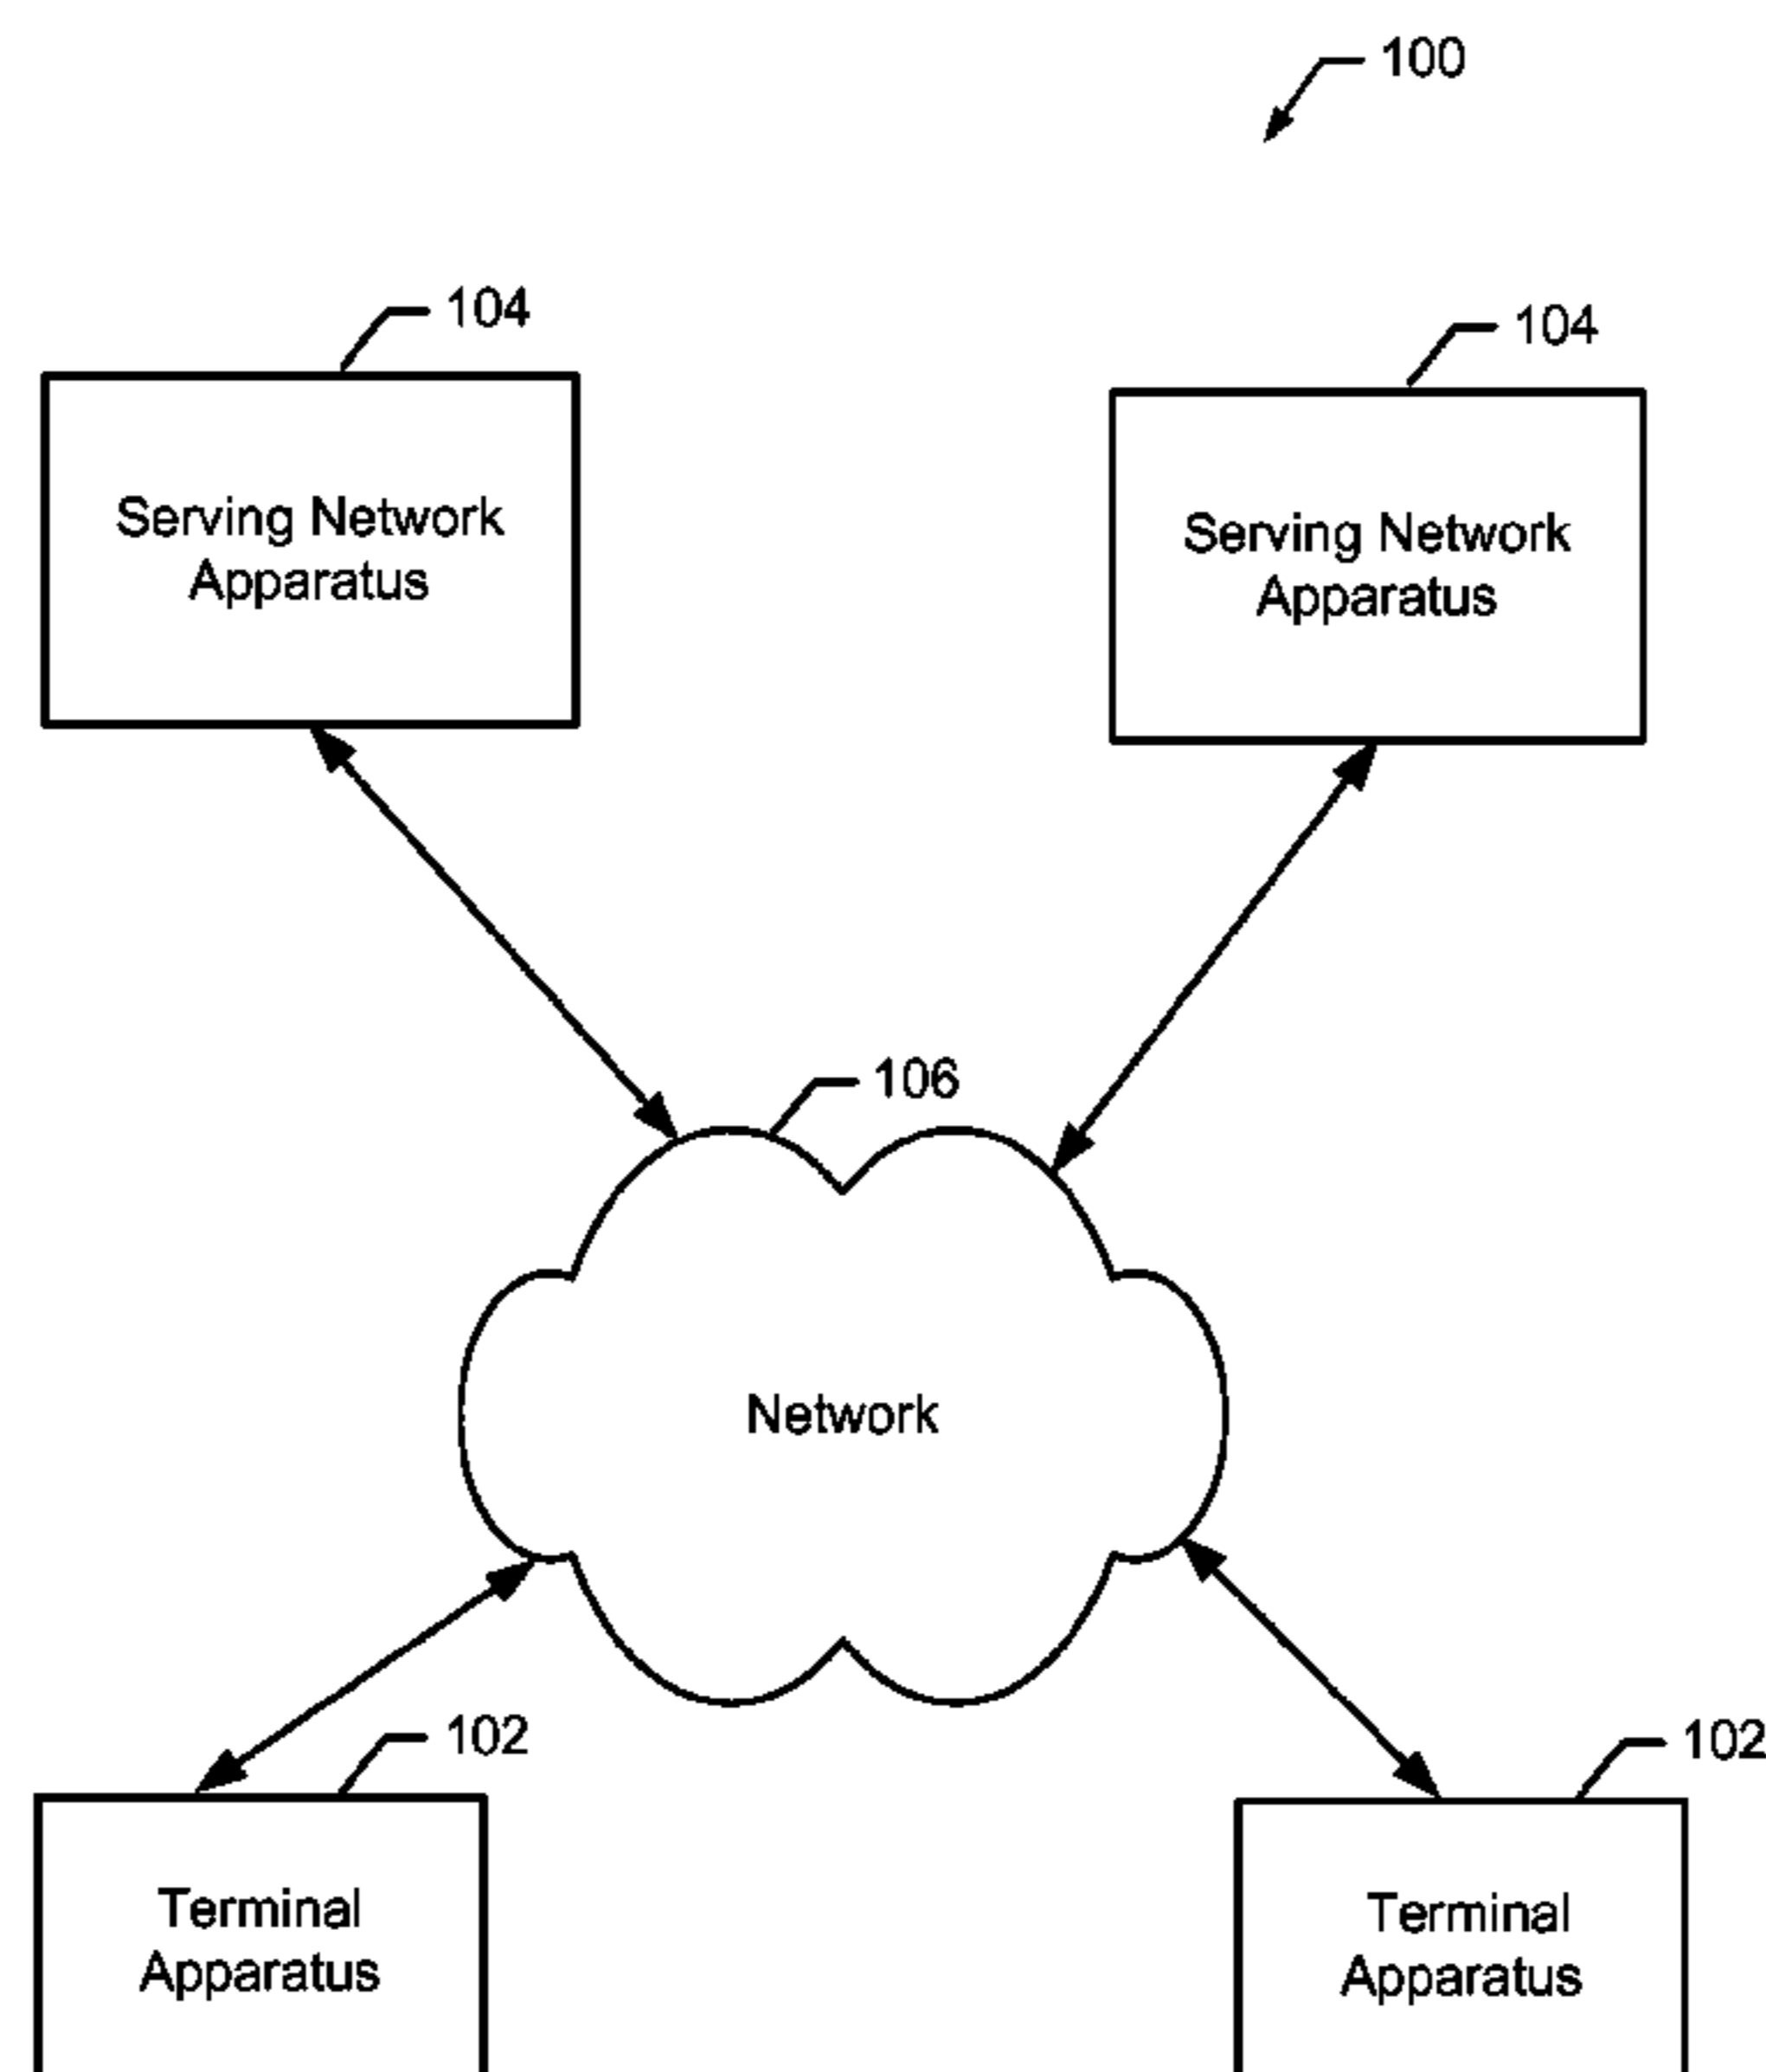 100
104
104
Serving Network
Apparatus
Serving Network
Apparatus
106
Network
102
102
Terminal
Apparatus
Terminal
Apparatus